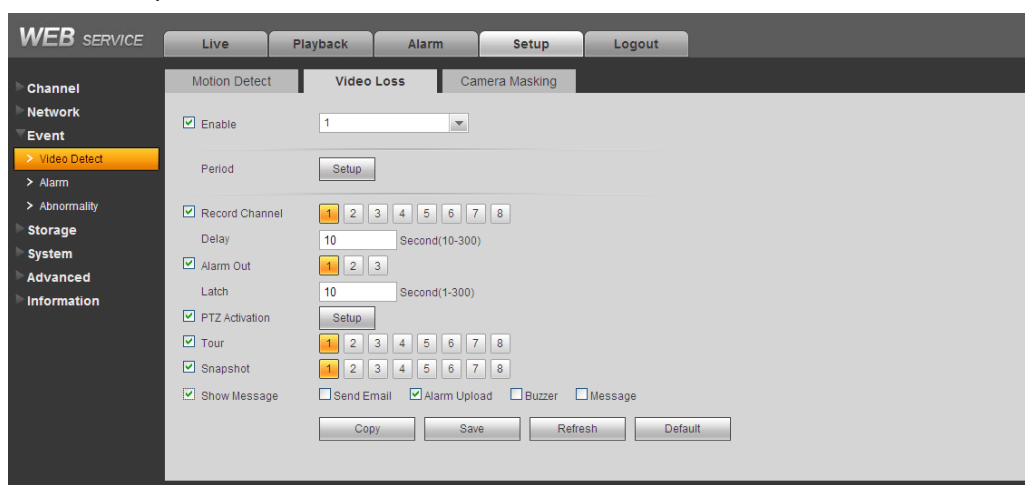 WEB SERVICE
Live Playback Alarm Setup Logout
Channel
Network
Event
> Video Detect
> Alarm
> Abnormality
Storage
System
Advanced
Information
Motion Detect Video Loss Camera Masking
Enable 1
Period Setup
Record Channel 1 2 3 4 5 6 7 8
Delay 10 Second(10-300)
Alarm Out 1 2 3
Latch 10 Second(1-300)
PTZ Activation Setup
Tour 1 2 3 4 5 6 7 8
Snapshot 1 2 3 4 5 6 7 8
Show Message Send Email Alarm Upload Buzzer Message
Copy Save Refresh Default